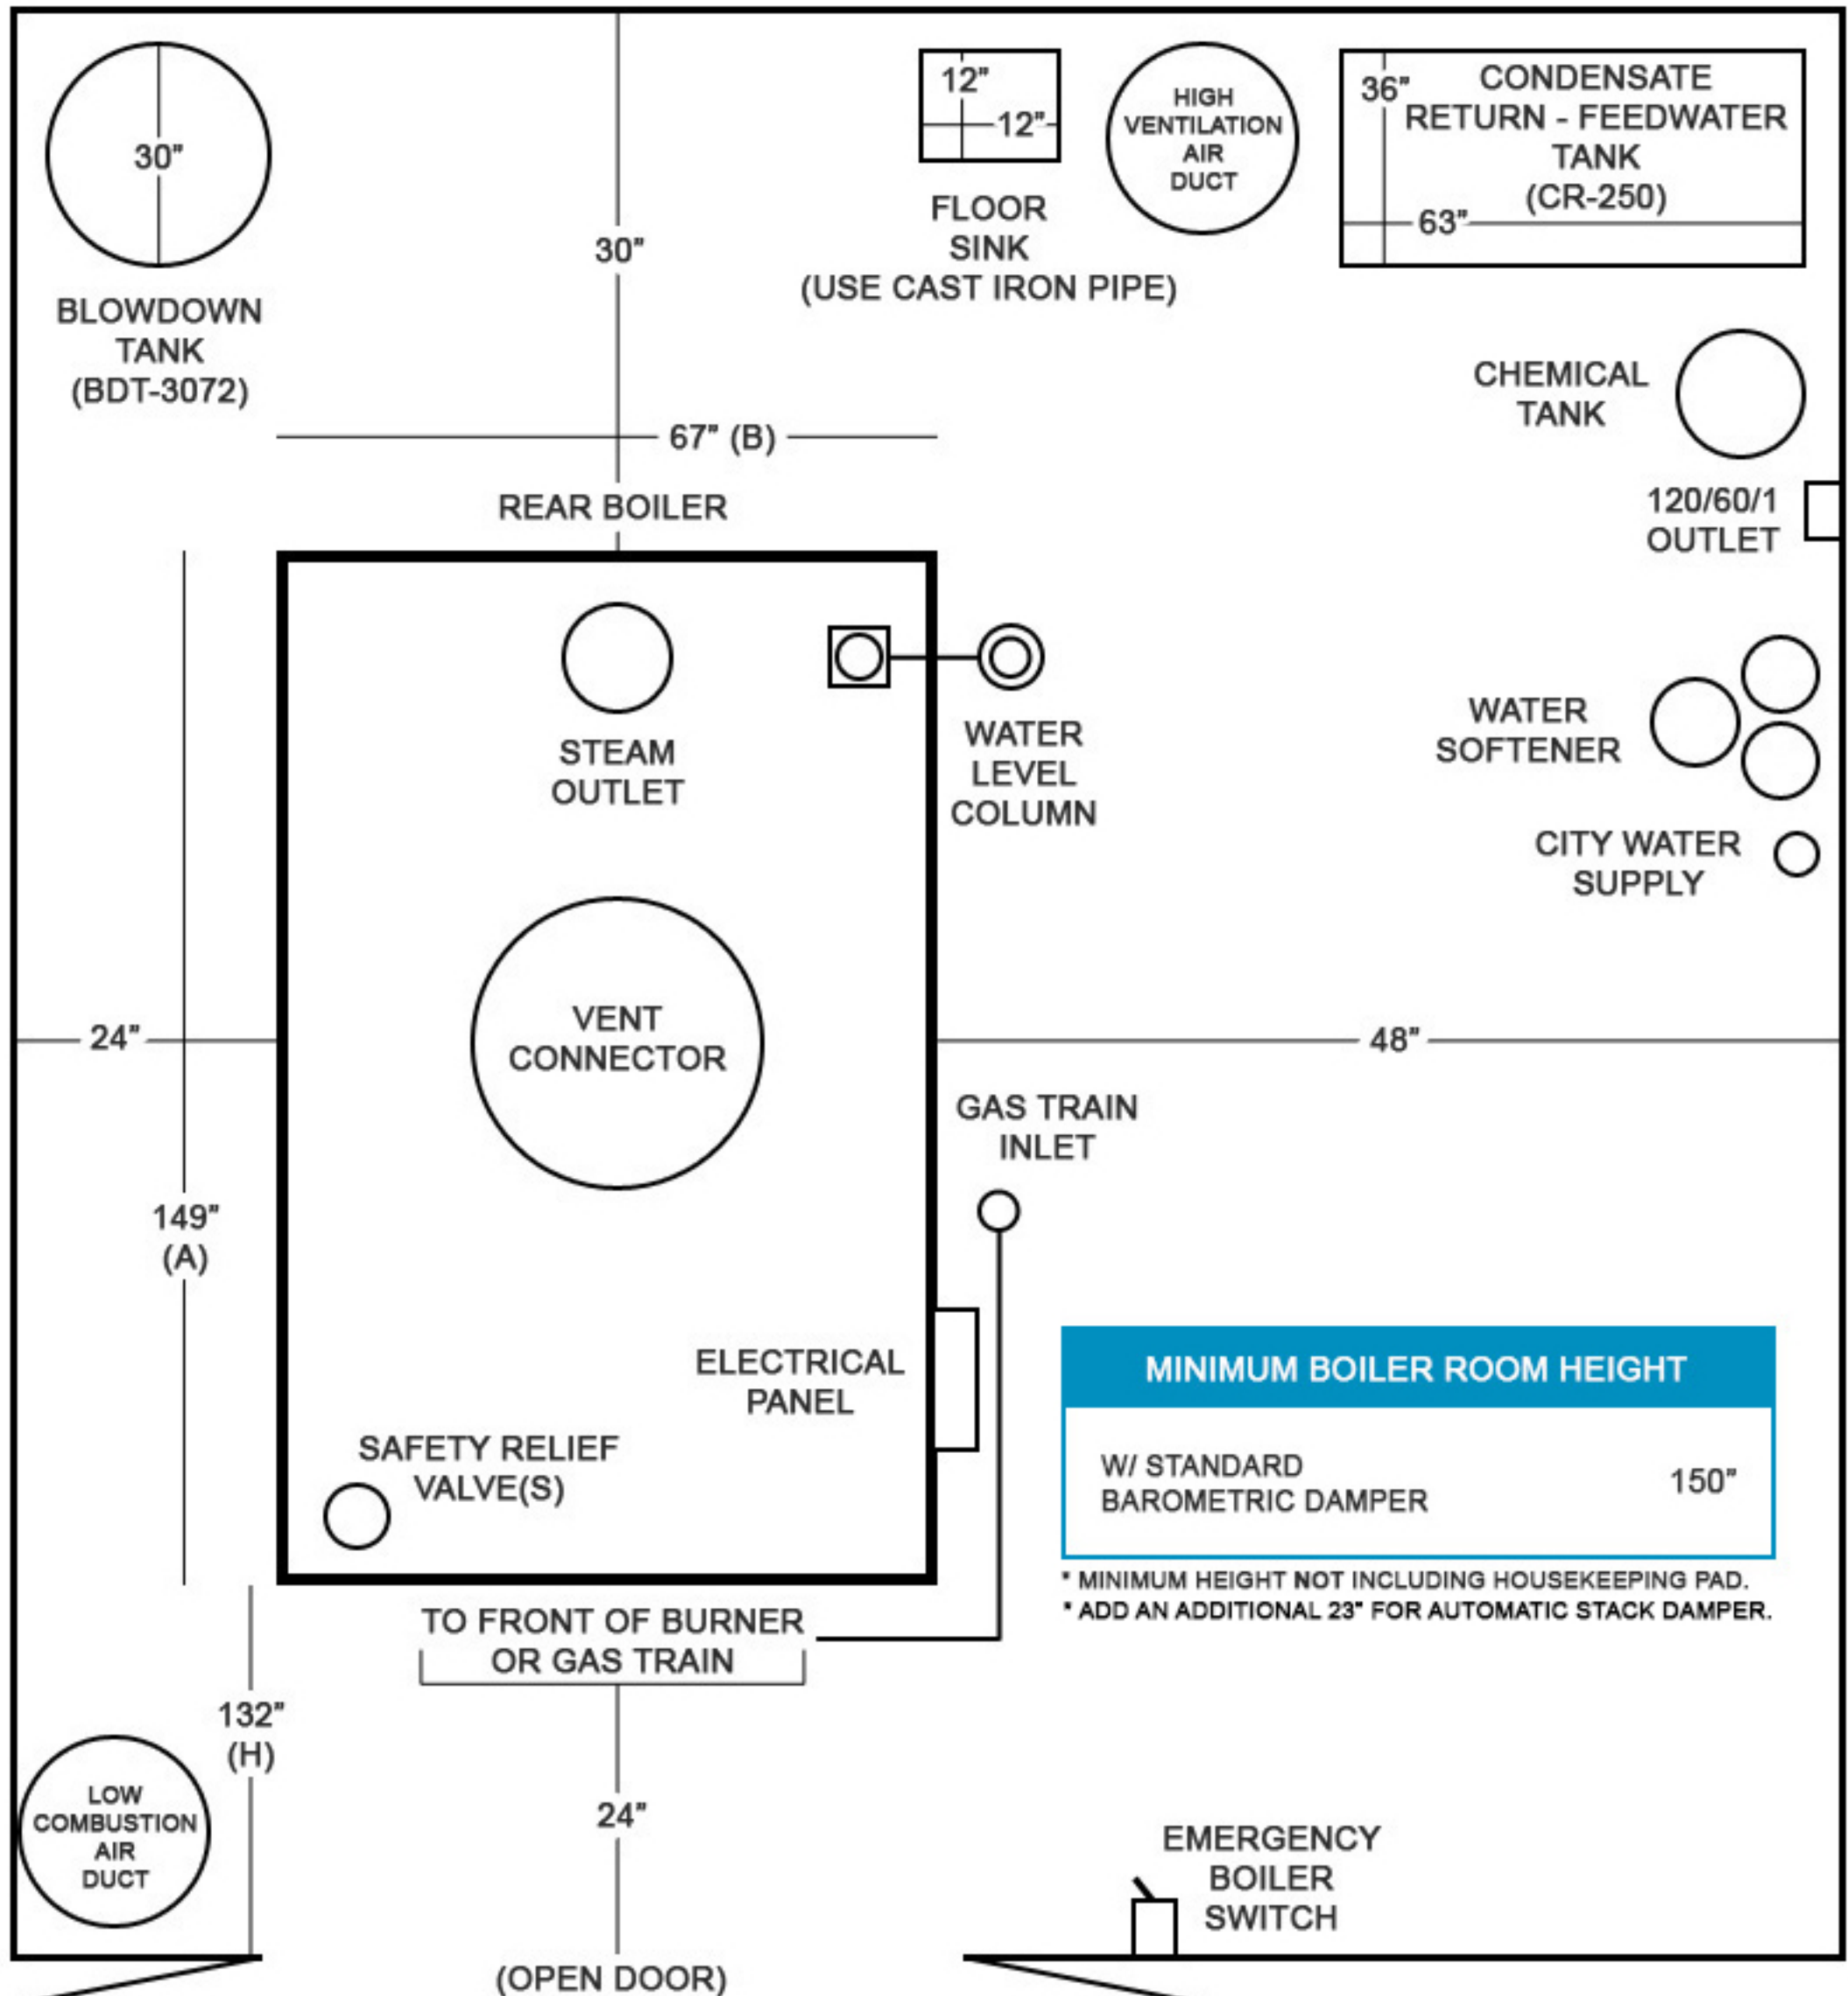 30”
BLOWDOWN
TANK
(BDT-3072)
30”
12”
12”
FLOOR
SINK
(USE CAST IRON PIPE)
HIGH
VENTILATION
AIR
DUCT
36”
CONDENSATE
RETURN - FEEDWATER
TANK
(CR-250)
63”
CHEMICAL
TANK
120/60/1
OUTLET
67” (B)
REAR BOILER
STEAM
OUTLET
WATER
LEVEL
COLUMN
WATER
SOFTENER
CITY WATER
SUPPLY
VENT
CONNECTOR
24”
48”
149”
(A)
GAS TRAIN
INLET
ELECTRICAL
PANEL
SAFETY RELIEF
VALVE(S)
MINIMUM BOILER ROOM HEIGHT
W/ STANDARD
BAROMETRIC DAMPER
150”
* MINIMUM HEIGHT NOT INCLUDING HOUSEKEEPING PAD.
* ADD AN ADDITIONAL 23” FOR AUTOMATIC STACK DAMPER.
TO FRONT OF BURNER
OR GAS TRAIN
132”
(H)
LOW
COMBUSTION
AIR
DUCT
24”
EMERGENCY
BOILER
SWITCH
(OPEN DOOR)